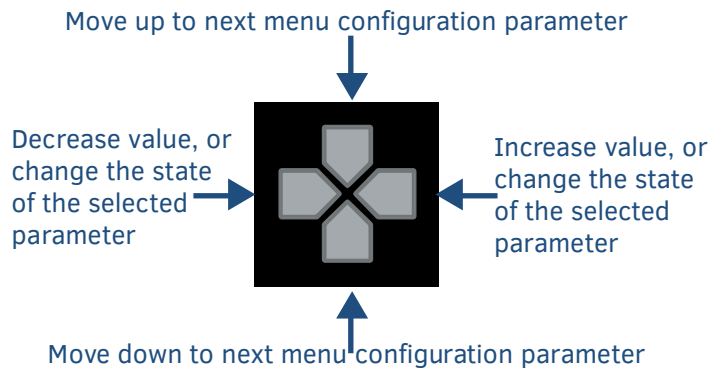 Move up to next menu configuration parameter
Decrease value, or
change the state
of the selected
parameter
Increase value, or
change the state
of the selected
parameter
Move down to next menu configuration parameter